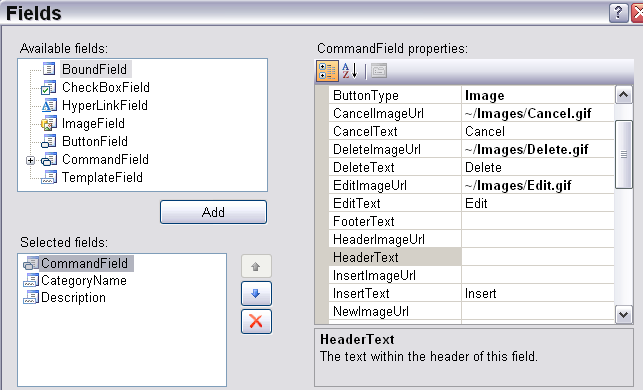 Fields
Available fields:
BoundField
CheckBoxField
HyperLinkField
ImageField
ButtonField
CommandField
TemplateField
Add
Selected fields:
CommandField
CategoryName
Description
CommandField properties:
ButtonType Image
CancelImageUrl ~/Images/Cancel.gif
CancelText Cancel
DeleteImageUrl ~/Images/Delete.gif
DeleteText Delete
EditImageUrl ~/Images/Edit.gif
EditText Edit
FooterText
HeaderImageUrl
HeaderText
InsertImageUrl
InsertText Insert
NewImageUrl
HeaderText
The text within the header of this field.